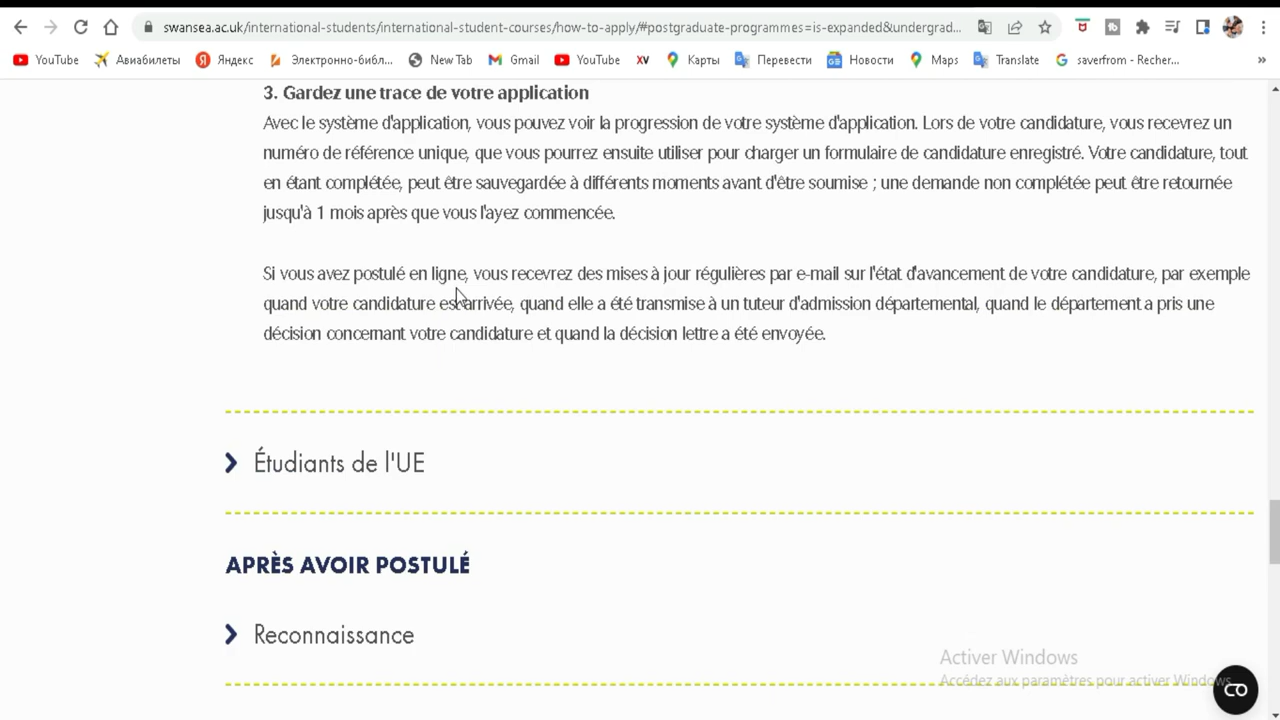 swansea.ac.uk/international-students/international-student-courses/how-to-apply/#postgraduate-programmes=is-expanded&undergrad...
YouTube Авиабилеты Яндекс Электронно-библ... New Tab Gmail YouTube XV Карты Перевести Новости Maps Translate saverfrom - Recher... »
3. Gardez une trace de votre application
Avec le système d'application, vous pouvez voir la progression de votre système d'application. Lors de votre candidature, vous recevrez un
numéro de référence unique, que vous pourrez ensuite utiliser pour charger un formulaire de candidature enregistré. Votre candidature, tout
en étant complétée, peut être sauvegardée à différents moments avant d'être soumise ; une demande non complétée peut être retournée
jusqu'à 1 mois après que vous l'ayez commencée.
Si vous avez postulé en ligne, vous recevrez des mises à jour régulières par e-mail sur l'état d'avancement de votre candidature, par exemple
quand votre candidature est arrivée, quand elle a été transmise à un tuteur d'admission départemental, quand le département a pris une
décision concernant votre candidature et quand la décision lettre a été envoyée.
Étudiants de l'UE
APRÈS AVOIR POSTULÉ
Reconnaissance
Activer Windows
Accédez aux paramètres pour activer Windows.